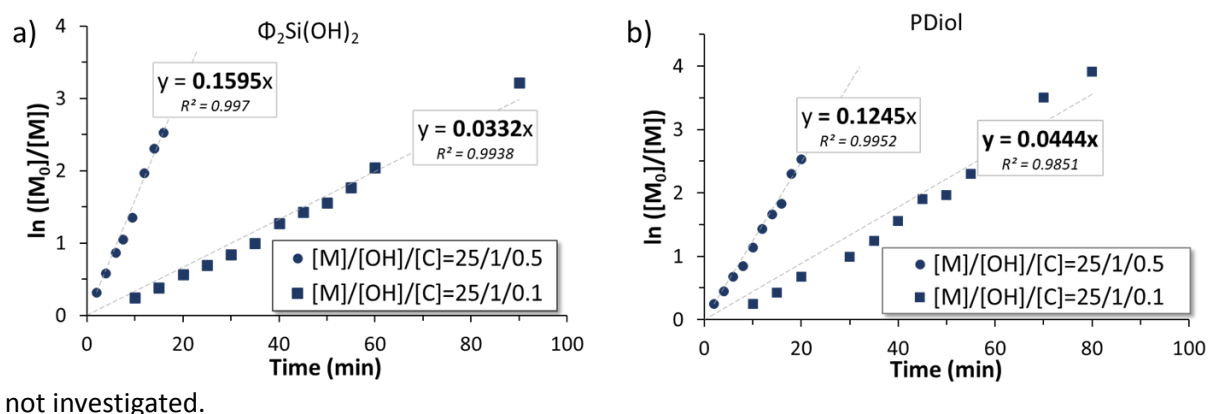 a)
Φ₂Si(OH)₂
ln ([M₀]/[M])
4
3
2
1
0
y = 0.1595x
R² = 0.997
y = 0.0332x
R² = 0.9938
[M]/[OH]/[C]=25/1/0.5
[M]/[OH]/[C]=25/1/0.1
0 20 40 60 80 100
Time (min)
b)
PDiol
ln ([M₀]/[M])
4
3
2
1
0
y = 0.1245x
R² = 0.9952
y = 0.0444x
R² = 0.9851
[M]/[OH]/[C]=25/1/0.5
[M]/[OH]/[C]=25/1/0.1
0 20 40 60 80 100
Time (min)
not investigated.